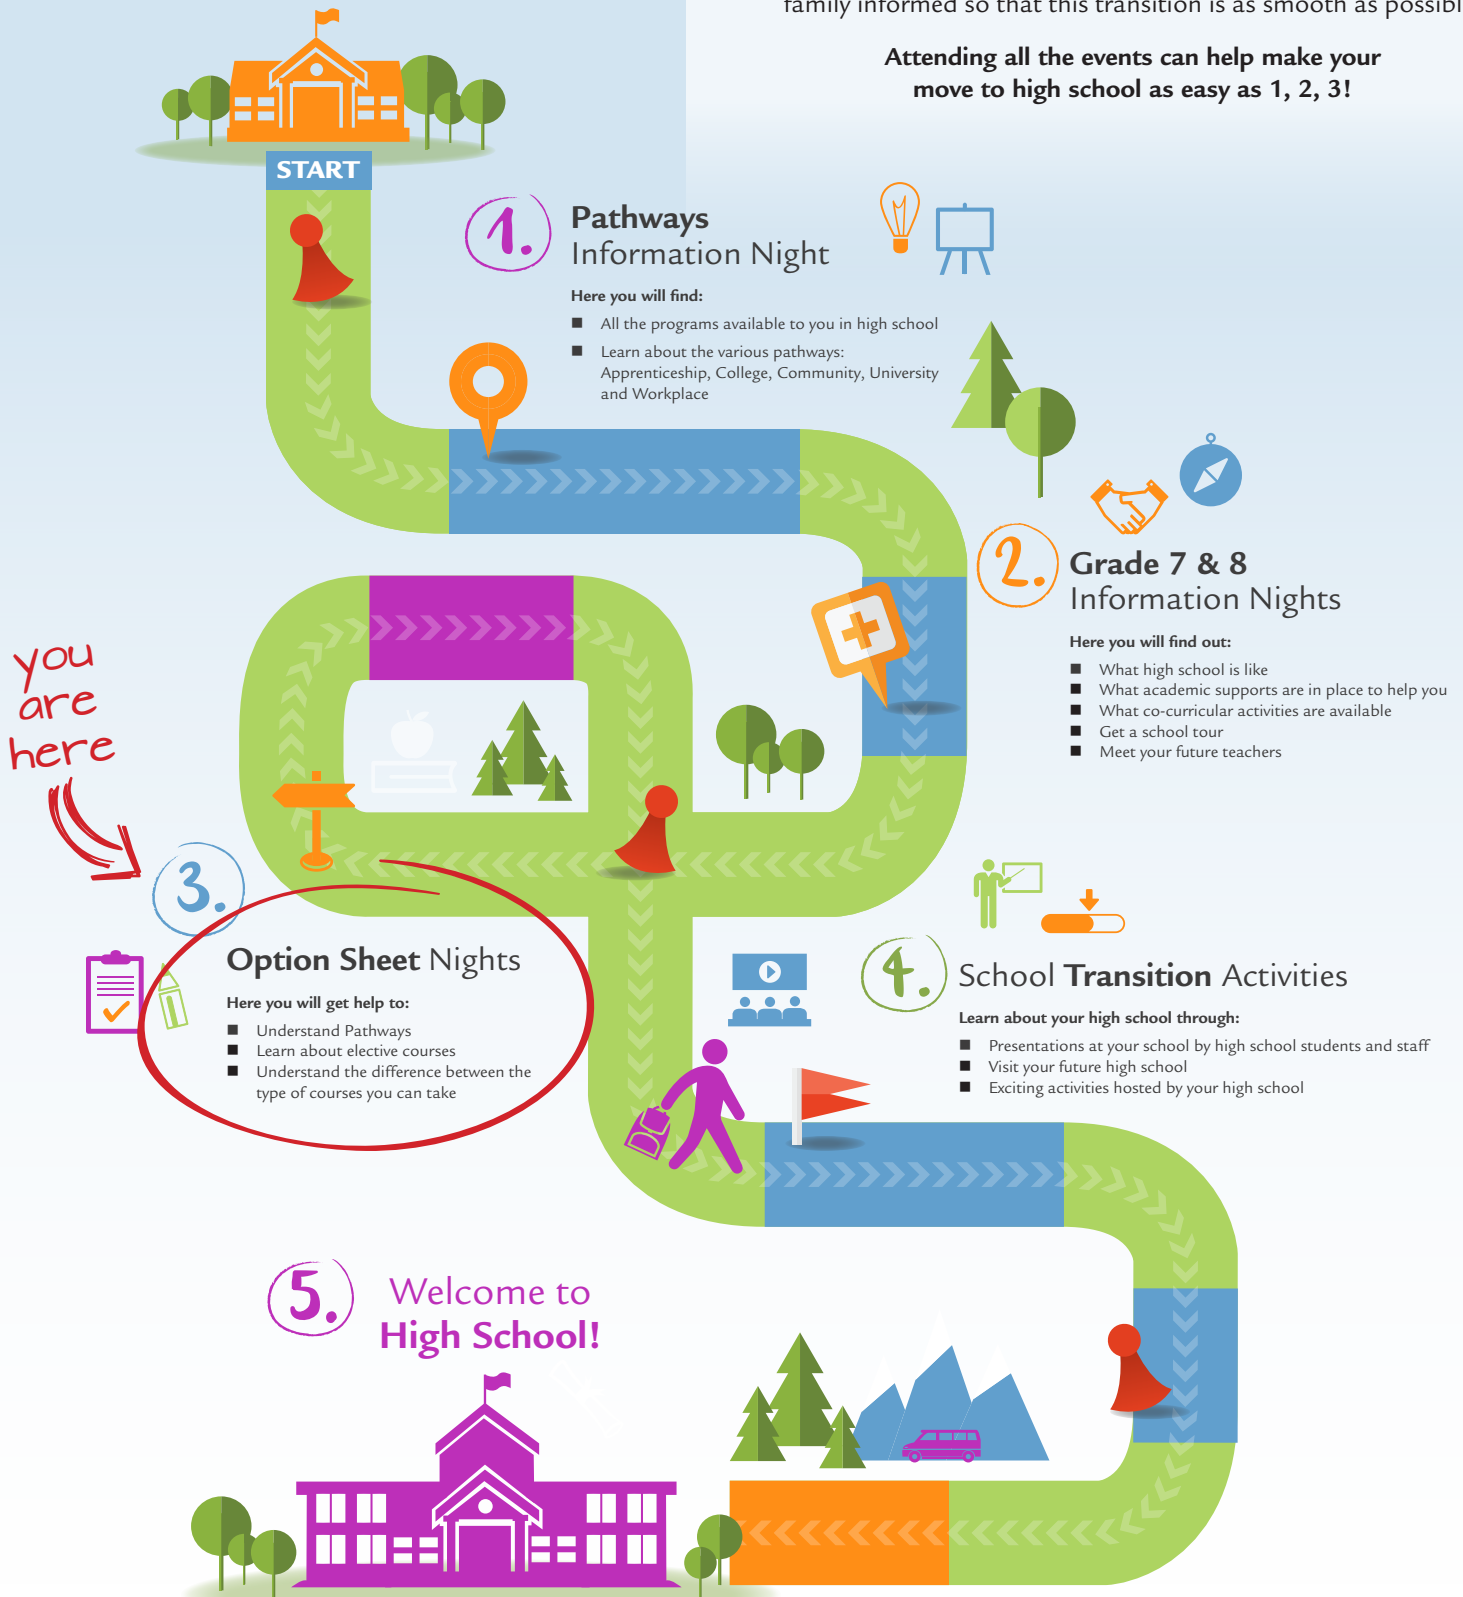 family informed so that this transition is as smooth as possibl
Attending all the events can help make your
move to high school as easy as 1, 2, 3!
START
1.
Pathways
Information Night
Here you will find:
■ All the programs available to you in high school
■ Learn about the various pathways:
Apprenticeship, College, Community, University
and Workplace
2.
Grade 7 & 8
Information Nights
Here you will find out:
■ What high school is like
■ What academic supports are in place to help you
■ What co-curricular activities are available
■ Get a school tour
■ Meet your future teachers
you
are
here
3.
Option Sheet Nights
Here you will get help to:
■ Understand Pathways
■ Learn about elective courses
■ Understand the difference between the
type of courses you can take
4.
School Transition Activities
Learn about your high school through:
■ Presentations at your school by high school students and staff
■ Visit your future high school
■ Exciting activities hosted by your high school
5.
Welcome to
High School!